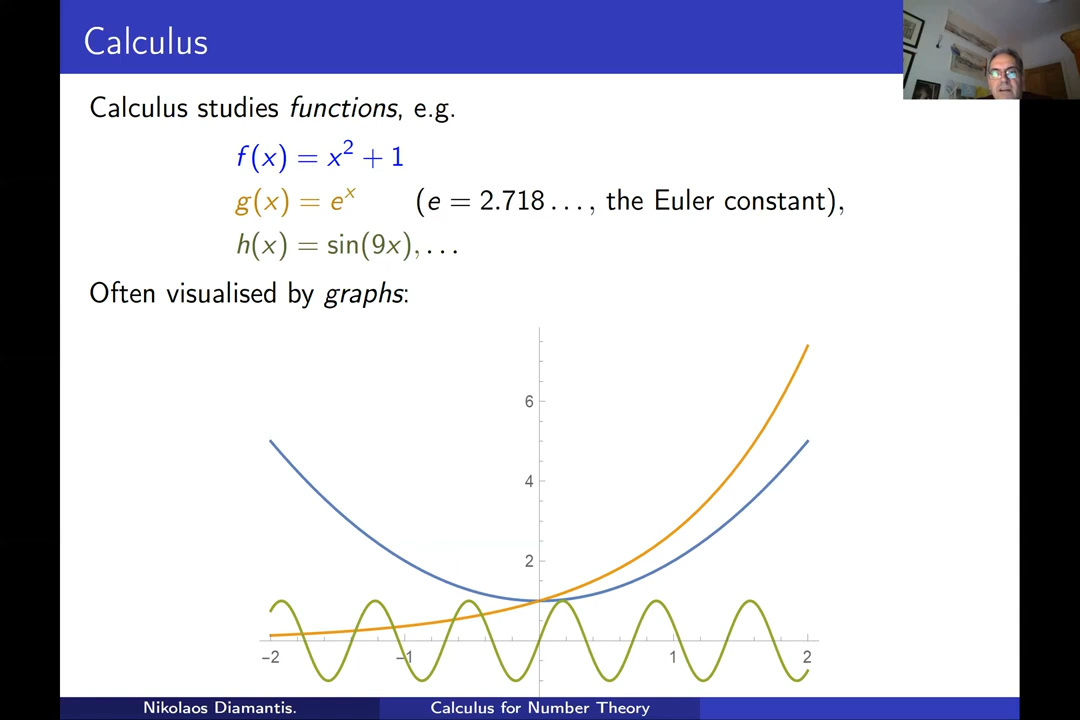 Calculus
Calculus studies functions, e.g.
f(x) = x² + 1
g(x) = eˣ (e = 2.718 . . . , the Euler constant),
h(x) = sin(9x), . . .
Often visualised by graphs:
6
4
2
−2 −1 1 2
Nikolaos Diamantis. Calculus for Number Theory